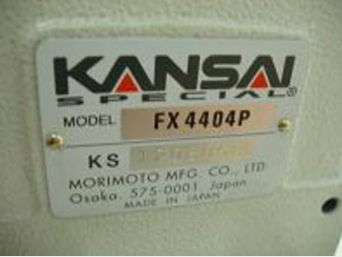 KANSAI
SPECIAL®
MODEL FX4404P
KS
MORIMOTO MFG. CO., LTD.
Osaka. 575-0001 Japan
MADE IN JAPAN